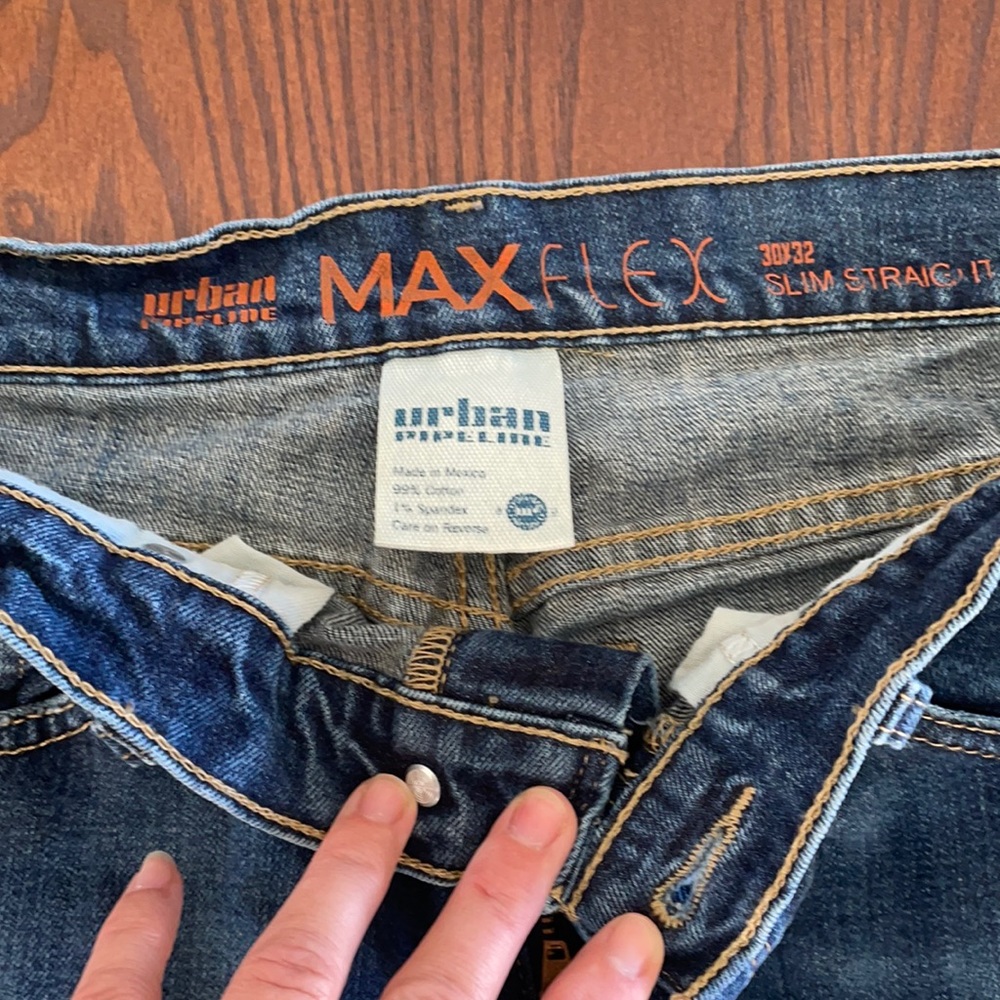 urban
PIPELINE
MAXFLEX
30X32
SLIM STRAIGHT
urban
PIPELINE
Made in Mexico
99% Cotton
1% Spandex
Care on Reverse